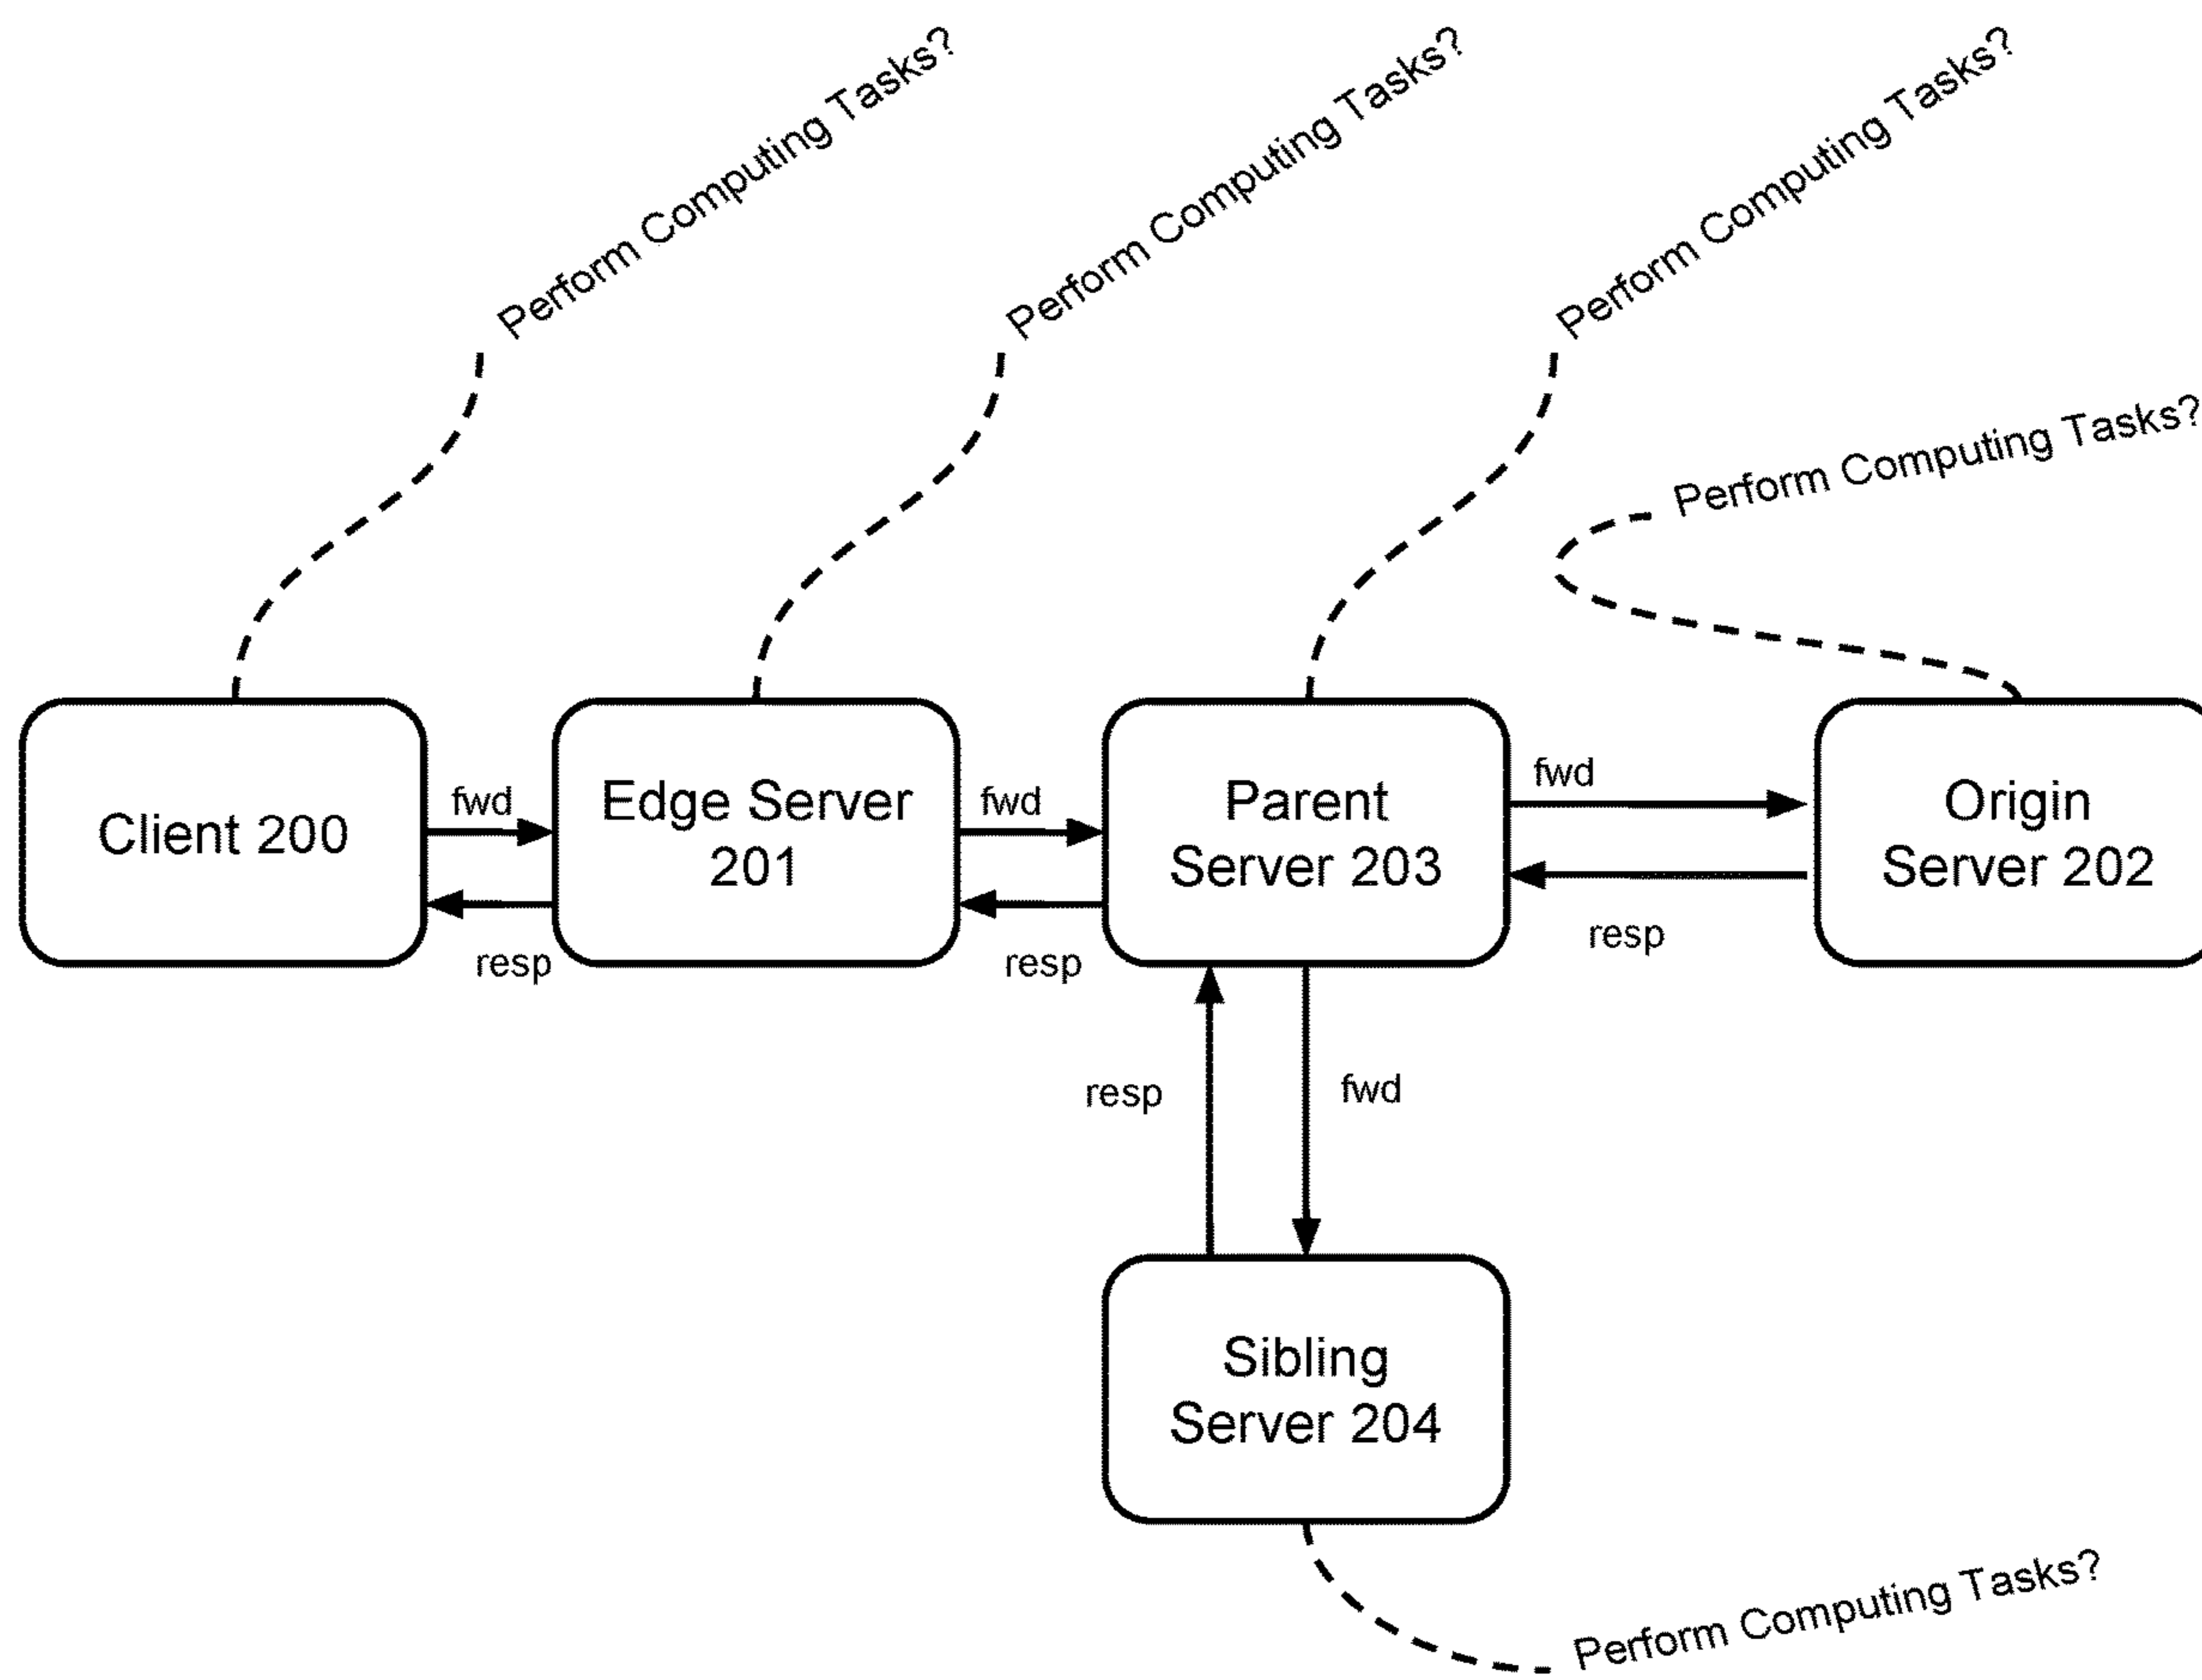 Perform Computing Tasks?
Perform Computing Tasks?
Perform Computing Tasks?
Perform Computing Tasks?
Client 200
fwd
resp
Edge Server
201
fwd
resp
Parent
Server 203
fwd
resp
Origin
Server 202
resp
fwd
Sibling
Server 204
Perform Computing Tasks?